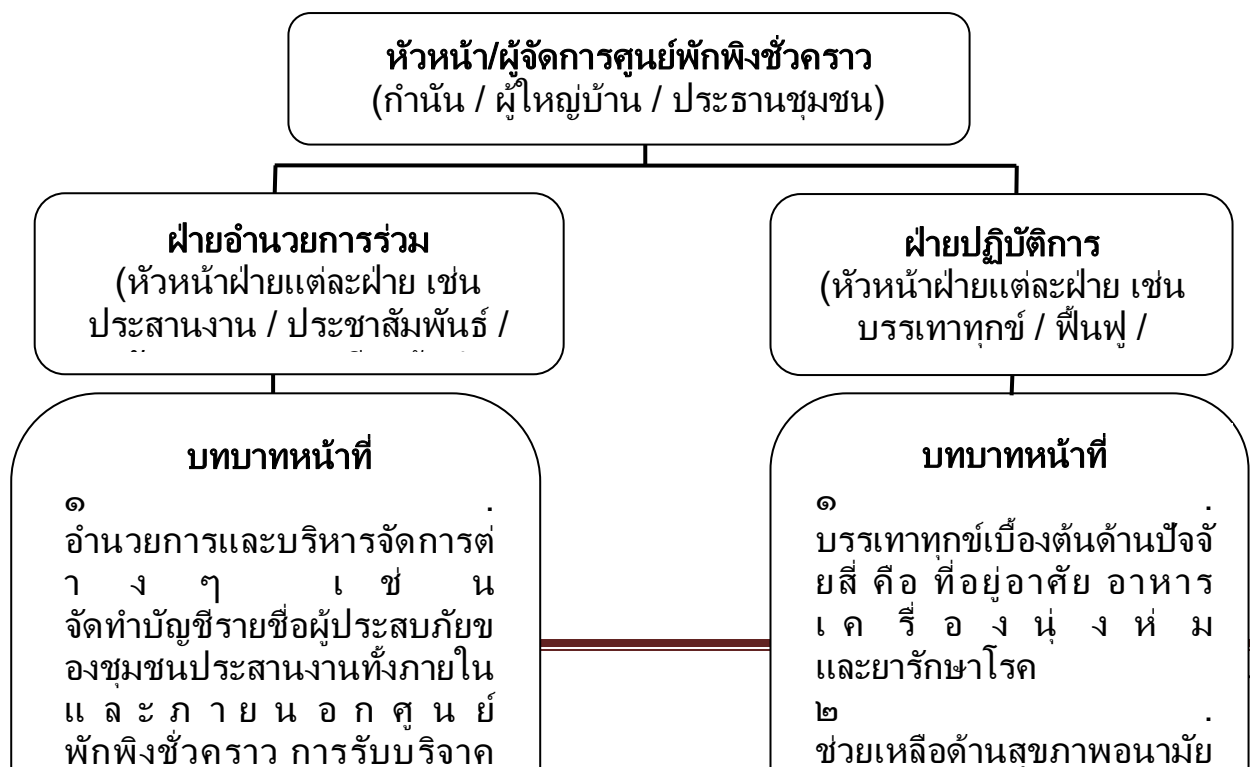 หัวหน้า/ผู้จัดการศูนย์พักพิงชั่วคราว
(กำนัน / ผู้ใหญ่บ้าน / ประธานชุมชน)
ฝ่ายอำนวยการร่วม
(หัวหน้าฝ่ายแต่ละฝ่าย เช่น
ประสานงาน / ประชาสัมพันธ์ /
ฝ่ายปฏิบัติการ
(หัวหน้าฝ่ายแต่ละฝ่าย เช่น
บรรเทาทุกข์ / ฟื้นฟู /
บทบาทหน้าที่
๑ .
อำนวยการและบริหารจัดการต่
า ง ๆ เ ช่ น
จัดทำบัญชีรายชื่อผู้ประสบภัยข
องชุมชนประสานงานทั้งภายใน
แ ล ะ ภ า ย น อ ก ศู น ย์
พักพิงชั่วคราว การรับบริจาค
บทบาทหน้าที่
๑ .
บรรเทาทุกข์เบื้องต้นด้านปัจจั
ยสี่ คือ ที่อยู่อาศัย อาหาร
เ ค รื่ อ ง นุ่ ง ห่ ม
และยารักษาโรค
๒ .
ช่วยเหลือด้านสุขภาพอนามัย